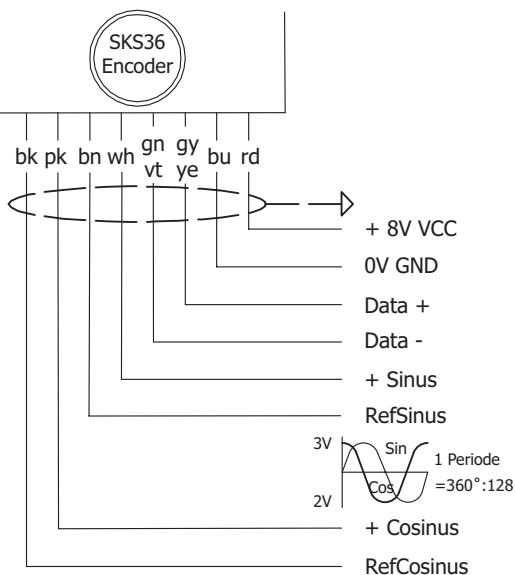 SKS36
Encoder
bk pk bn wh gn gy bu rd
vt ye
+ 8V VCC
0V GND
Data +
Data -
+ Sinus
RefSinus
3V Sin
1 Periode
Cos =360°:128
2V
+ Cosinus
RefCosinus